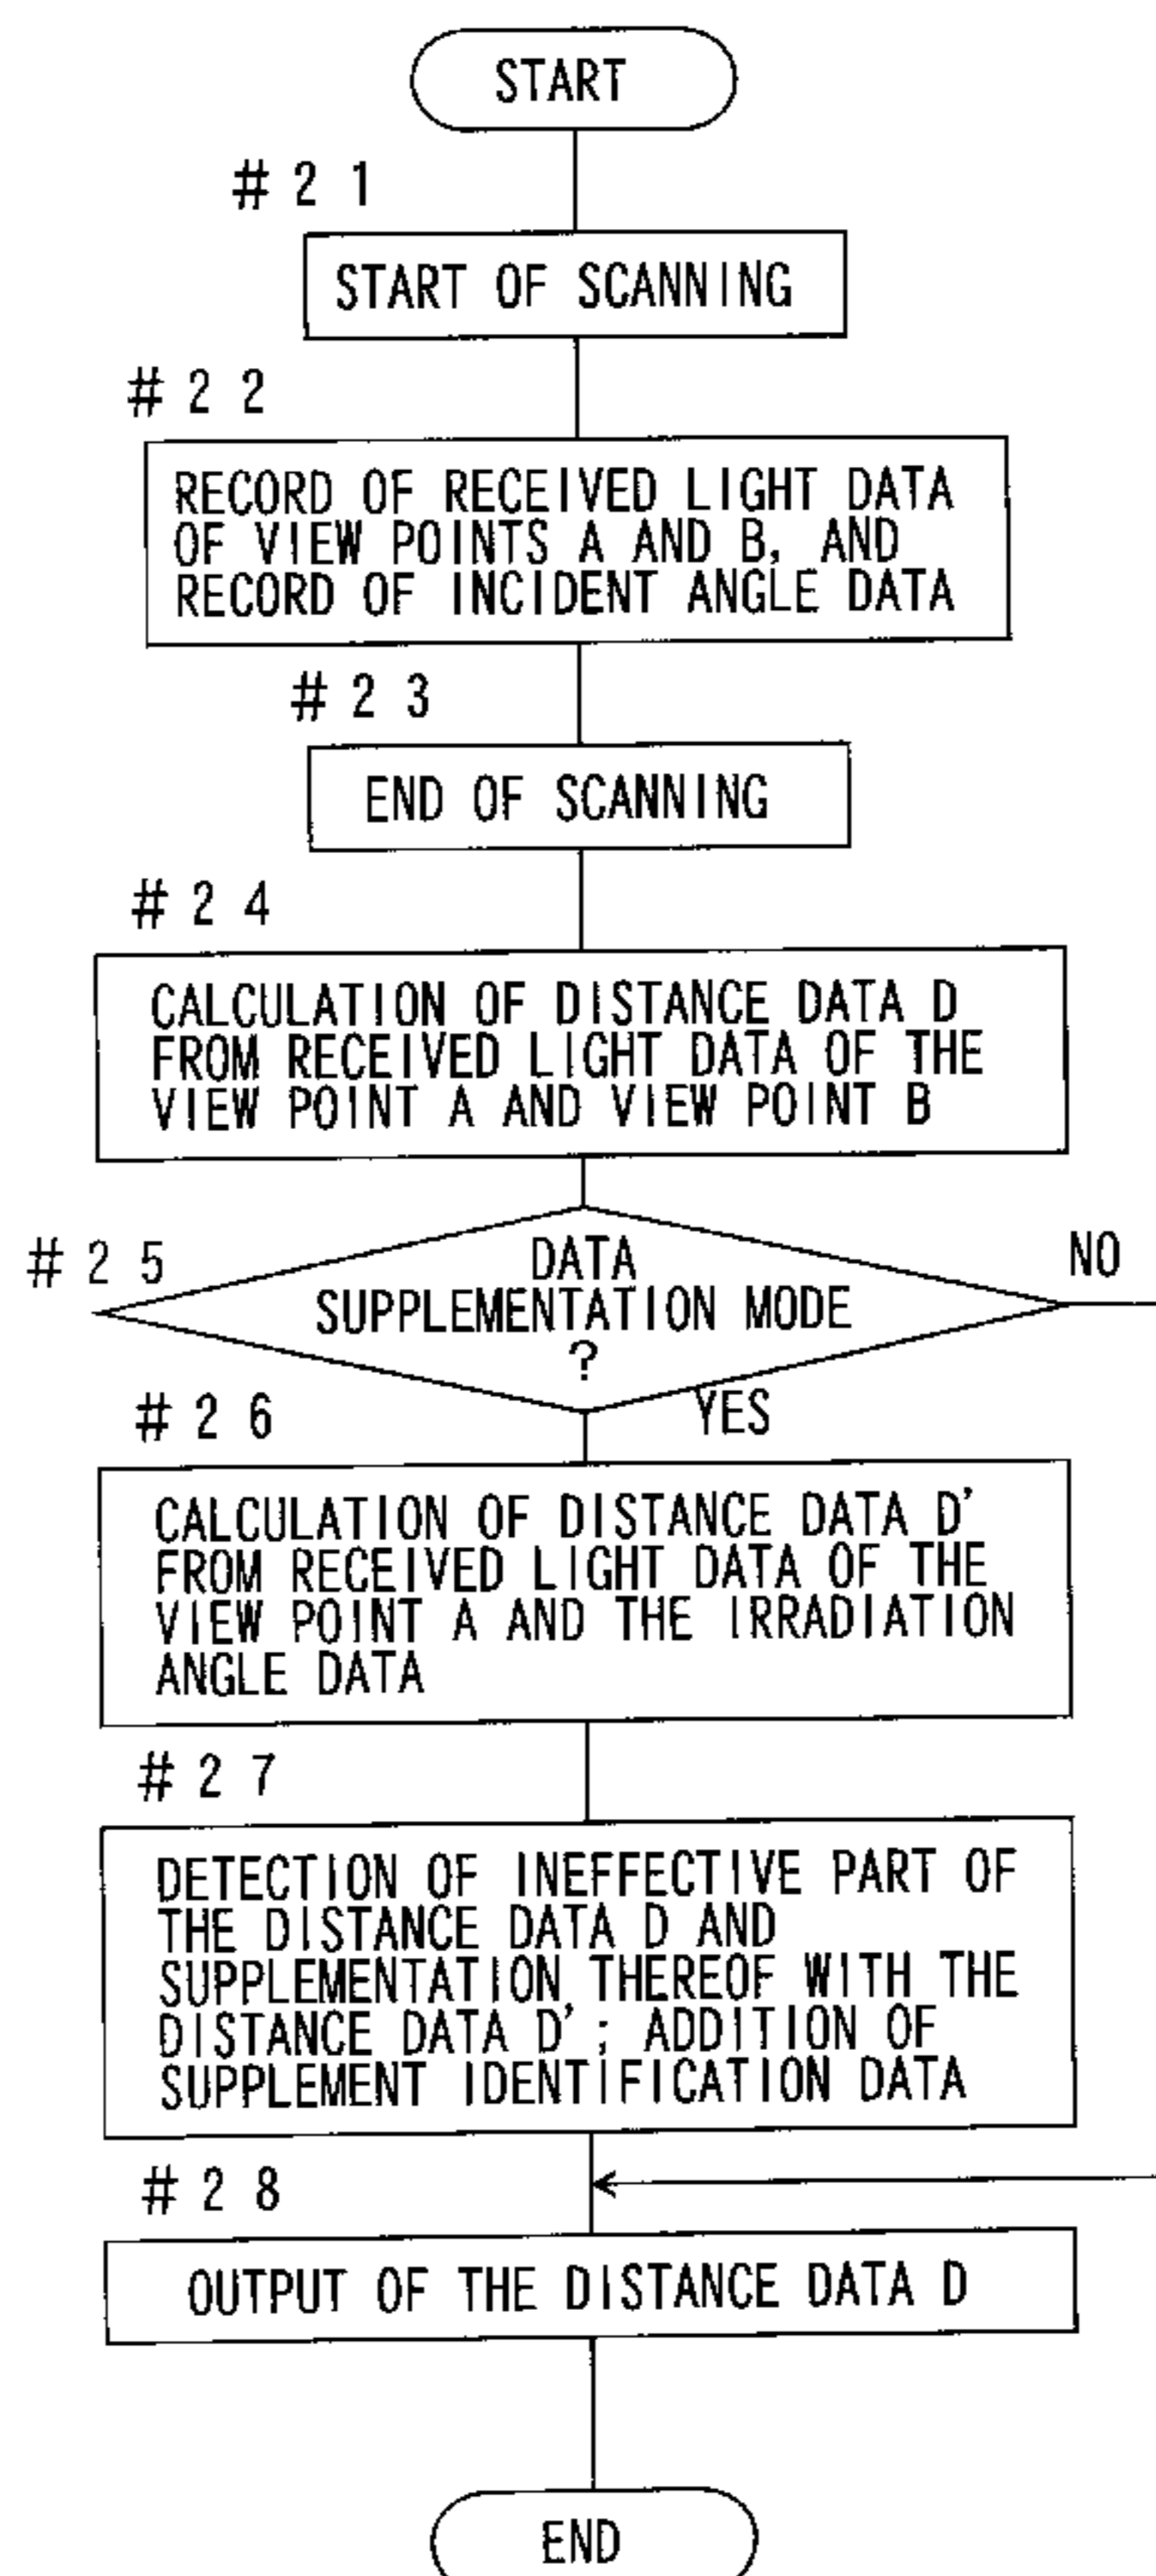 START
#21
START OF SCANNING
#22
RECORD OF RECEIVED LIGHT DATA
OF VIEW POINTS A AND B, AND
RECORD OF INCIDENT ANGLE DATA
#23
END OF SCANNING
#24
CALCULATION OF DISTANCE DATA D
FROM RECEIVED LIGHT DATA OF THE
VIEW POINT A AND VIEW POINT B
#25
DATA
SUPPLEMENTATION MODE
?
NO
YES
#26
CALCULATION OF DISTANCE DATA D'
FROM RECEIVED LIGHT DATA OF THE
VIEW POINT A AND THE IRRADIATION
ANGLE DATA
#27
DETECTION OF INEFFECTIVE PART OF
THE DISTANCE DATA D AND
SUPPLEMENTATION THEREOF WITH THE
DISTANCE DATA D'; ADDITION OF
SUPPLEMENT IDENTIFICATION DATA
#28
OUTPUT OF THE DISTANCE DATA D
END